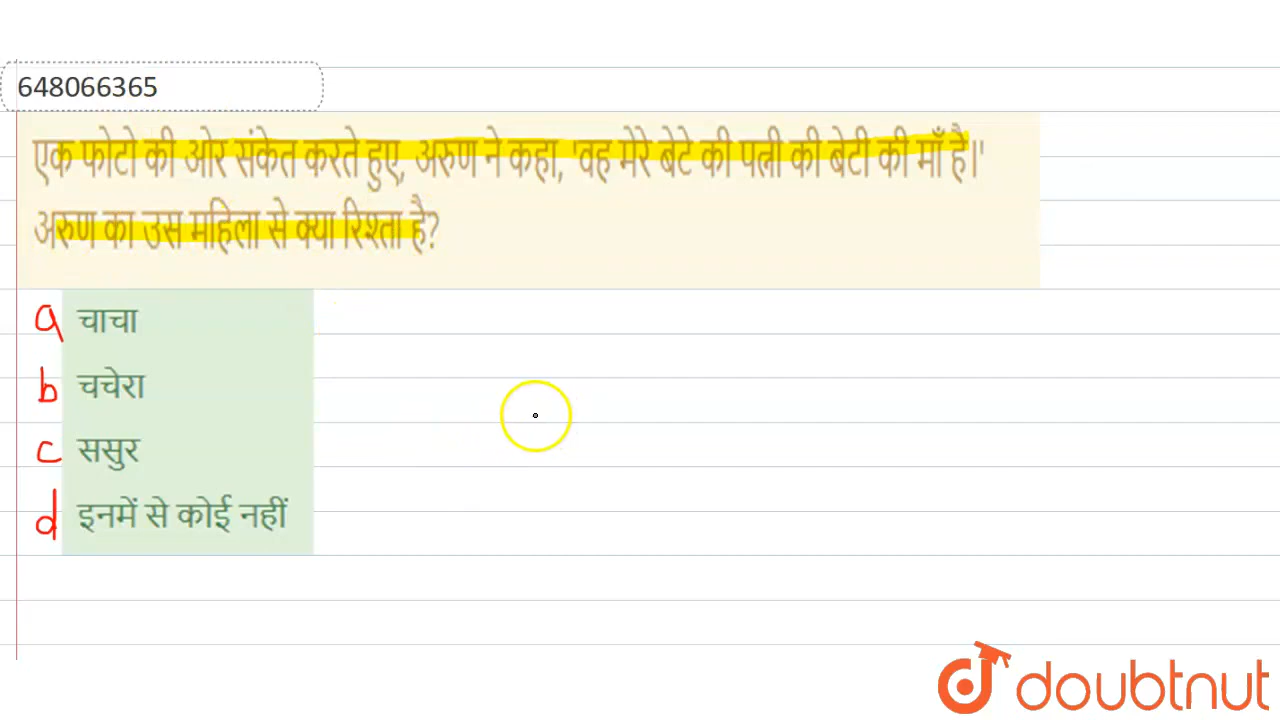 648066365
एक फोटो की ओर संकेत करते हुए, अरुण ने कहा, 'वह मेरे बेटे की पत्नी की बेटी की माँ है।'
अरुण का उस महिला से क्या रिश्ता है?
a चाचा
b चचेरा
c ससुर
d इनमें से कोई नहीं
doubtnut